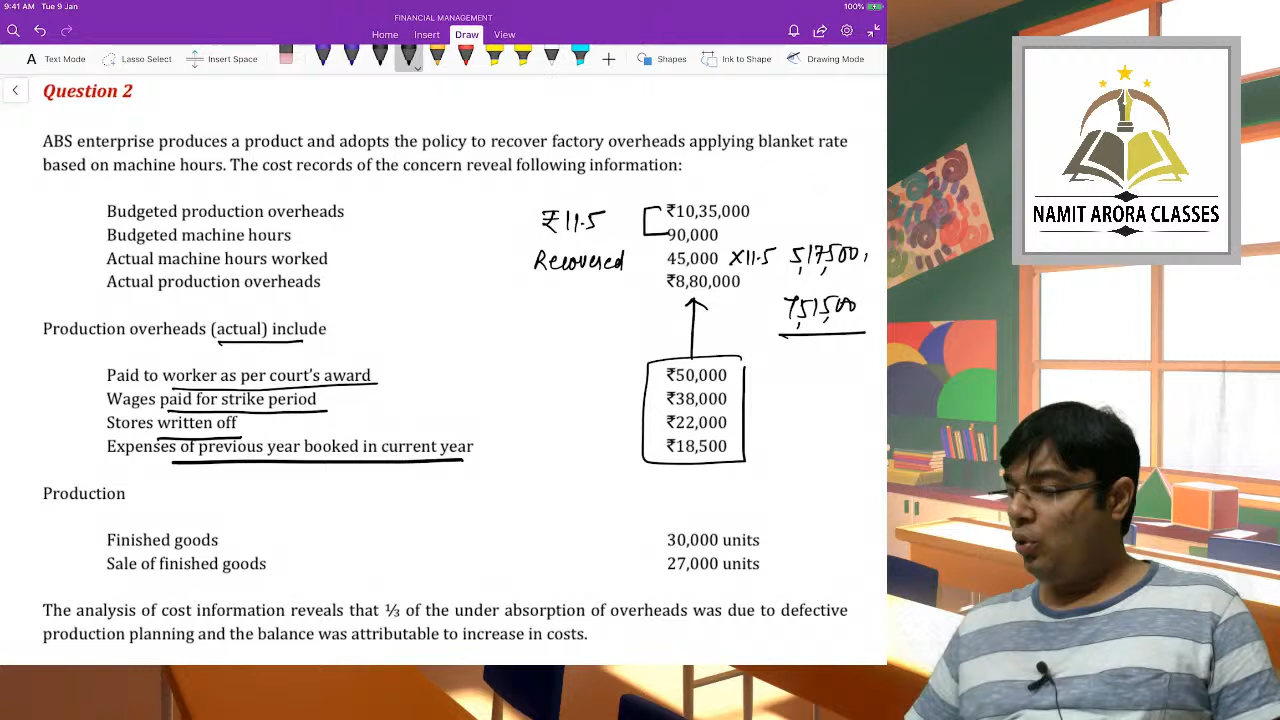 9:41 AM Tue 9 Jan
100%
FINANCIAL MANAGEMENT
Home Insert Draw View
Text Mode Lasso Select Insert Space Shapes Ink to Shape Drawing Mode
Question 2
ABS enterprise produces a product and adopts the policy to recover factory overheads applying blanket rate
based on machine hours. The cost records of the concern reveal following information:
Budgeted production overheads ₹11.5 ₹10,35,000
Budgeted machine hours 90,000
Actual machine hours worked Recovered 45,000 X11.5 5,17,500,
Actual production overheads ₹8,80,000
7,51,500
Production overheads (actual) include
Paid to worker as per court's award ₹50,000
Wages paid for strike period ₹38,000
Stores written off ₹22,000
Expenses of previous year booked in current year ₹18,500
Production
Finished goods 30,000 units
Sale of finished goods 27,000 units
The analysis of cost information reveals that ⅓ of the under absorption of overheads was due to defective
production planning and the balance was attributable to increase in costs.
NAMIT ARORA CLASSES